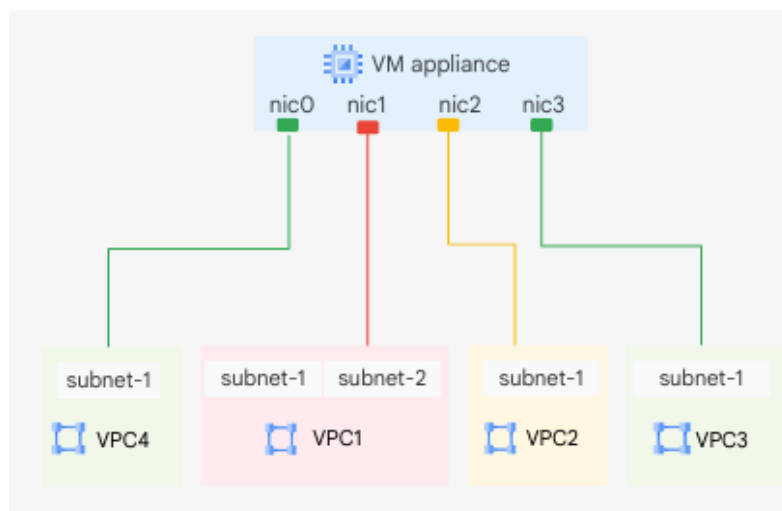 VM appliance
nic0 nic1 nic2 nic3
subnet-1 subnet-1 subnet-2 subnet-1 subnet-1
VPC4 VPC1 VPC2 VPC3